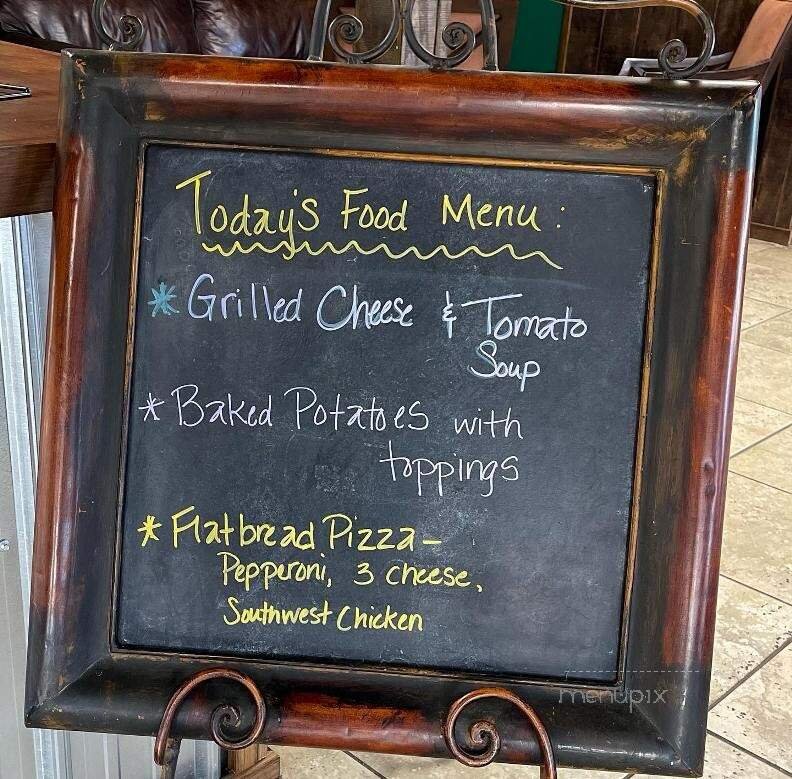 Today's Food Menu:
* Grilled Cheese & Tomato
Soup
* Baked Potatoes with
toppings
* Flatbread Pizza -
Pepperoni, 3 cheese,
Southwest Chicken
menupix